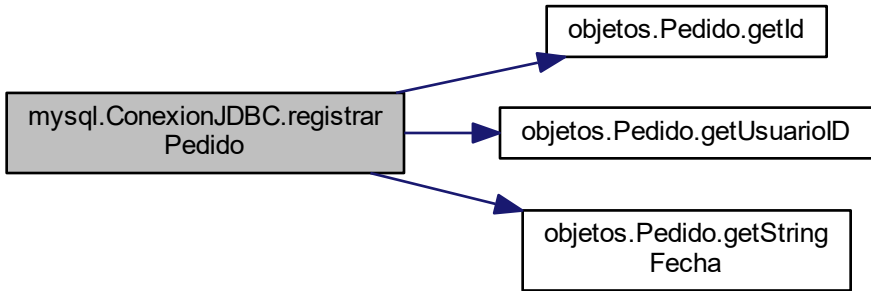 mysql.ConexionJDBC.registrar
Pedido
objetos.Pedido.getId
objetos.Pedido.getUsuarioID
objetos.Pedido.getString
Fecha